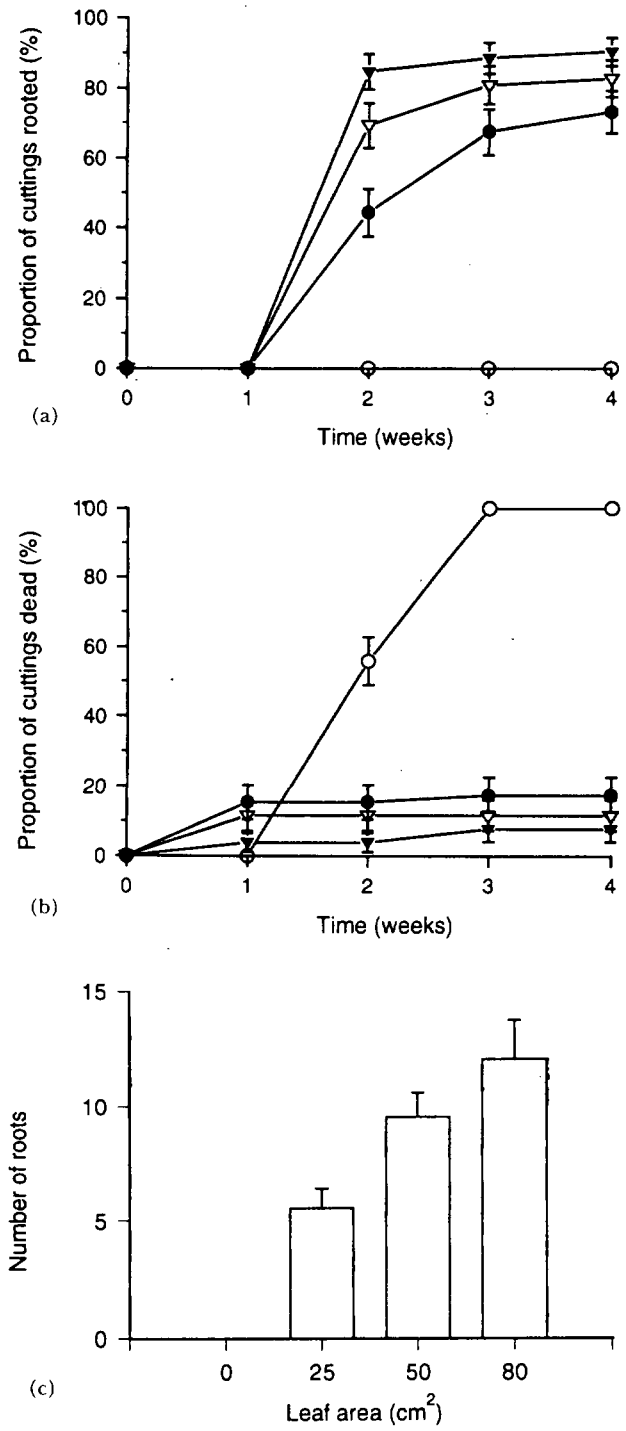 100
80
60
40
20
0
Proportion of cuttings rooted (%)
0 1 2 3 4
Time (weeks)
(a)
100
80
60
40
20
0
Proportion of cuttings dead (%)
0 1 2 3 4
Time (weeks)
(b)
15
10
5
0
Number of roots
0 25 50 80
Leaf area (cm²)
(c)